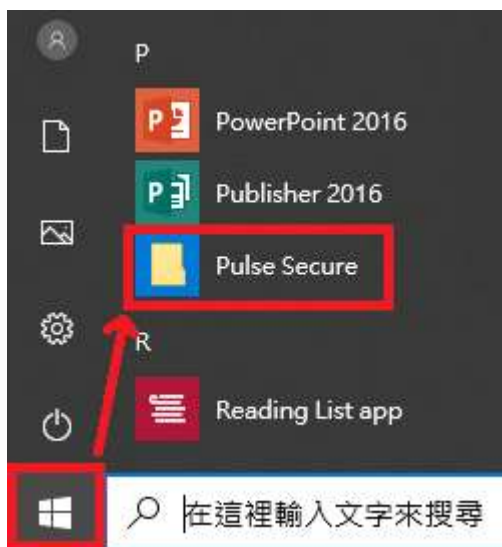 P
PowerPoint 2016
Publisher 2016
Pulse Secure
R
Reading List app
在這裡輸入文字來搜尋